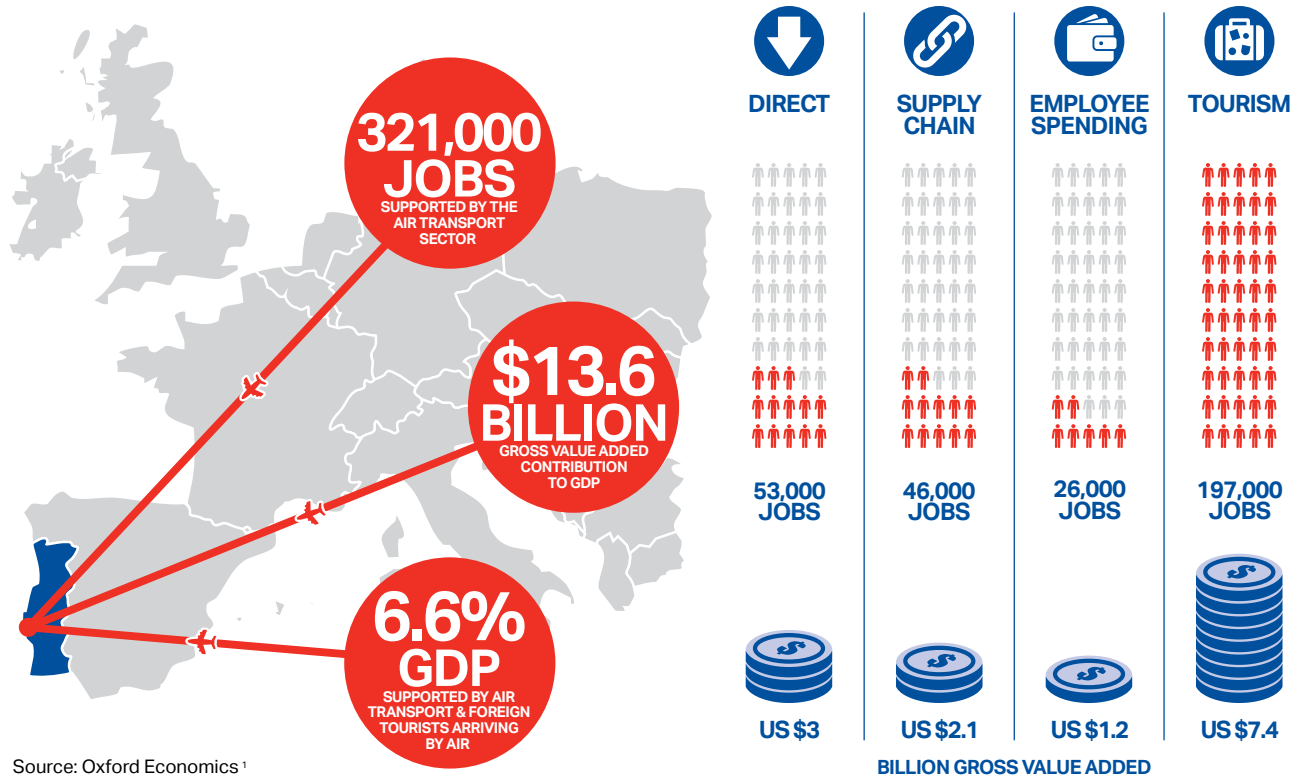 321,000
JOBS
SUPPORTED BY THE
AIR TRANSPORT
SECTOR
$13.6
BILLION
GROSS VALUE ADDED
CONTRIBUTION
TO GDP
6.6%
GDP
SUPPORTED BY AIR
TRANSPORT & FOREIGN
TOURISTS ARRIVING
BY AIR
Source: Oxford Economics ¹
DIRECT
53,000
JOBS
US $3
SUPPLY
CHAIN
46,000
JOBS
US $2.1
EMPLOYEE
SPENDING
26,000
JOBS
US $1.2
TOURISM
197,000
JOBS
US $7.4
BILLION GROSS VALUE ADDED